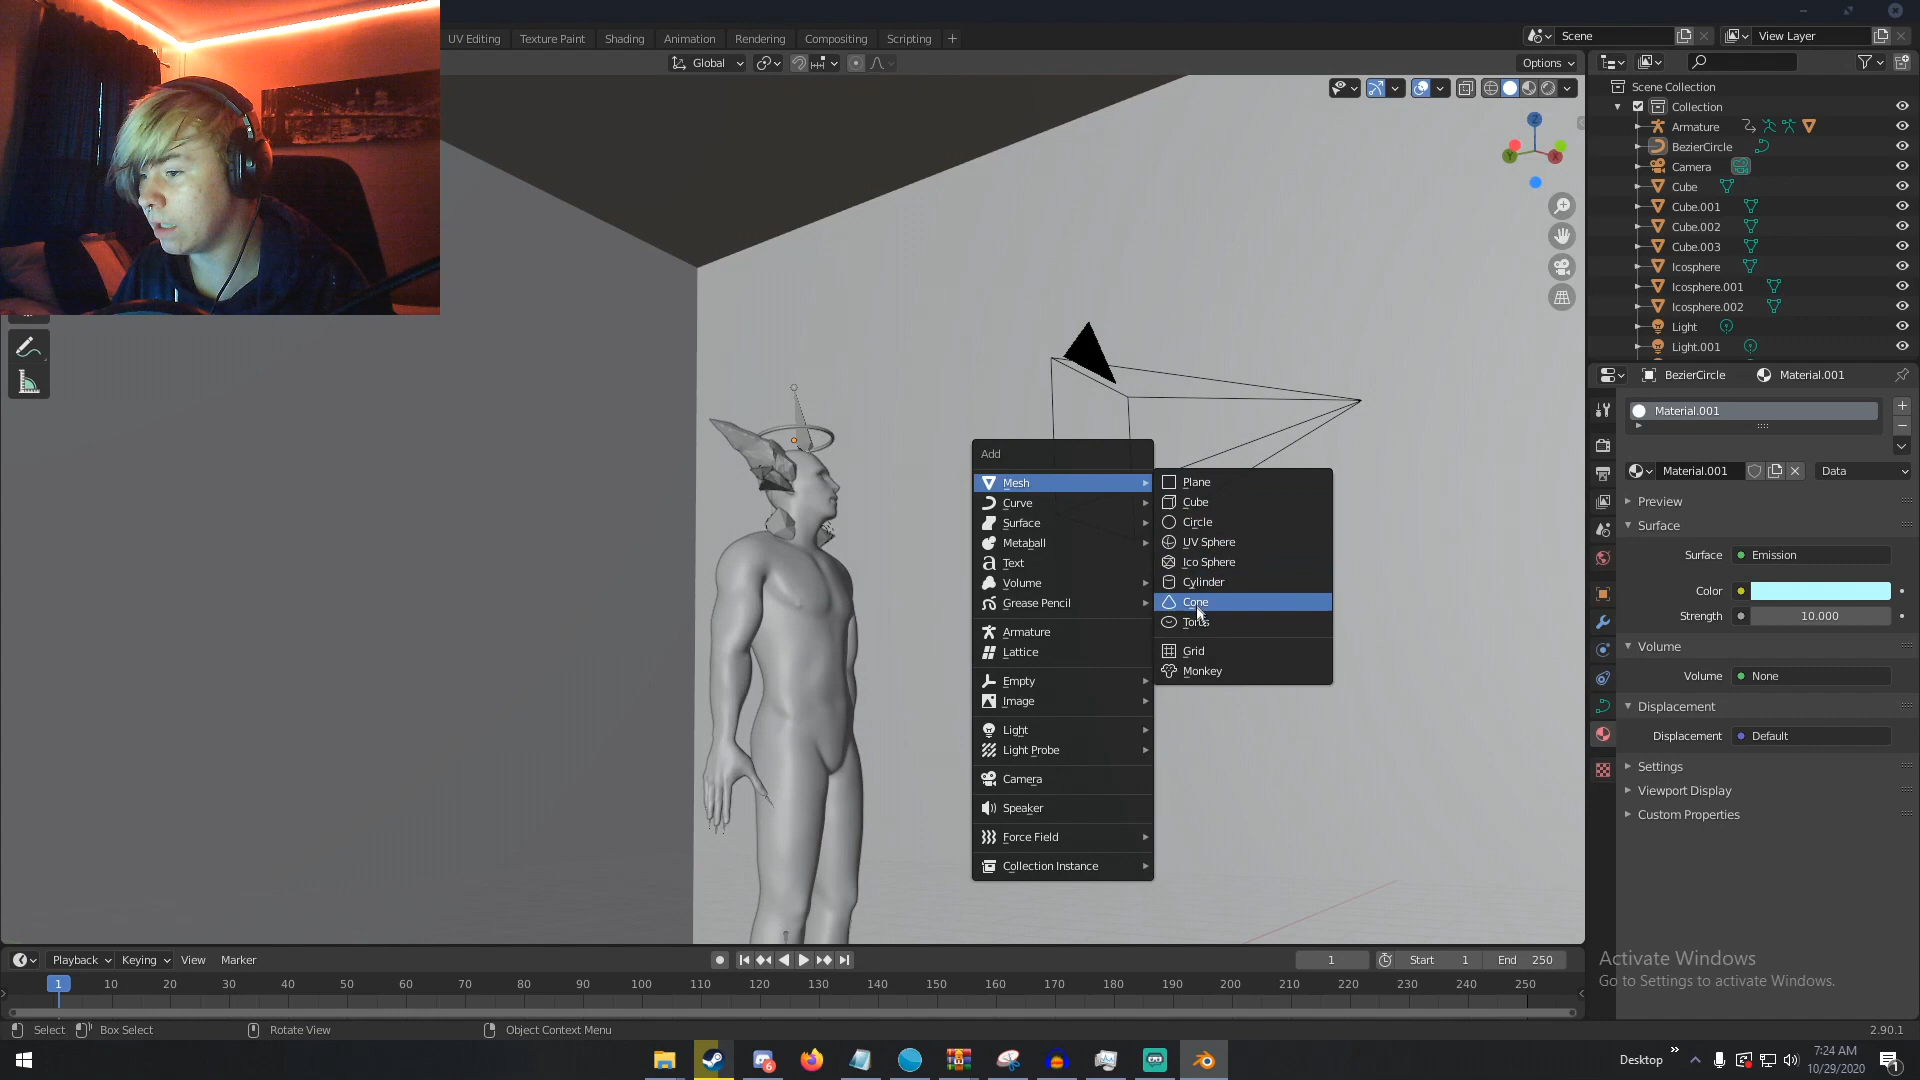 UV Editing Texture Paint Shading Animation Rendering Compositing Scripting
Scene View Layer
Global Options
Scene Collection
Collection
Armature
BezierCircle
Camera
Cube
Cube.001
Cube.002
Cube.003
Icosphere
Icosphere.001
Icosphere.002
Light
Light.001
BezierCircle Material.001
Material.001
Material.001 Data
Preview
Surface
Surface Emission
Color
Strength 10.000
Volume
Volume None
Displacement
Displacement Default
Settings
Viewport Display
Custom Properties
Add
Mesh
Curve
Surface
Metaball
Text
Volume
Grease Pencil
Armature
Lattice
Empty
Image
Light
Light Probe
Camera
Speaker
Force Field
Collection Instance
Plane
Cube
Circle
UV Sphere
Ico Sphere
Cylinder
Cone
Torus
Grid
Monkey
Z
Y X
Activate Windows
Go to Settings to activate Windows.
Playback Keying View Marker 1 Start 1 End 250
1 10 20 30 40 50 60 70 80 90 100 110 120 130 140 150 160 170 180 190 200 210 220 230 240 250
Select Box Select Rotate View Object Context Menu 2.90.1
Desktop 7:24 AM
10/29/2020
6
1